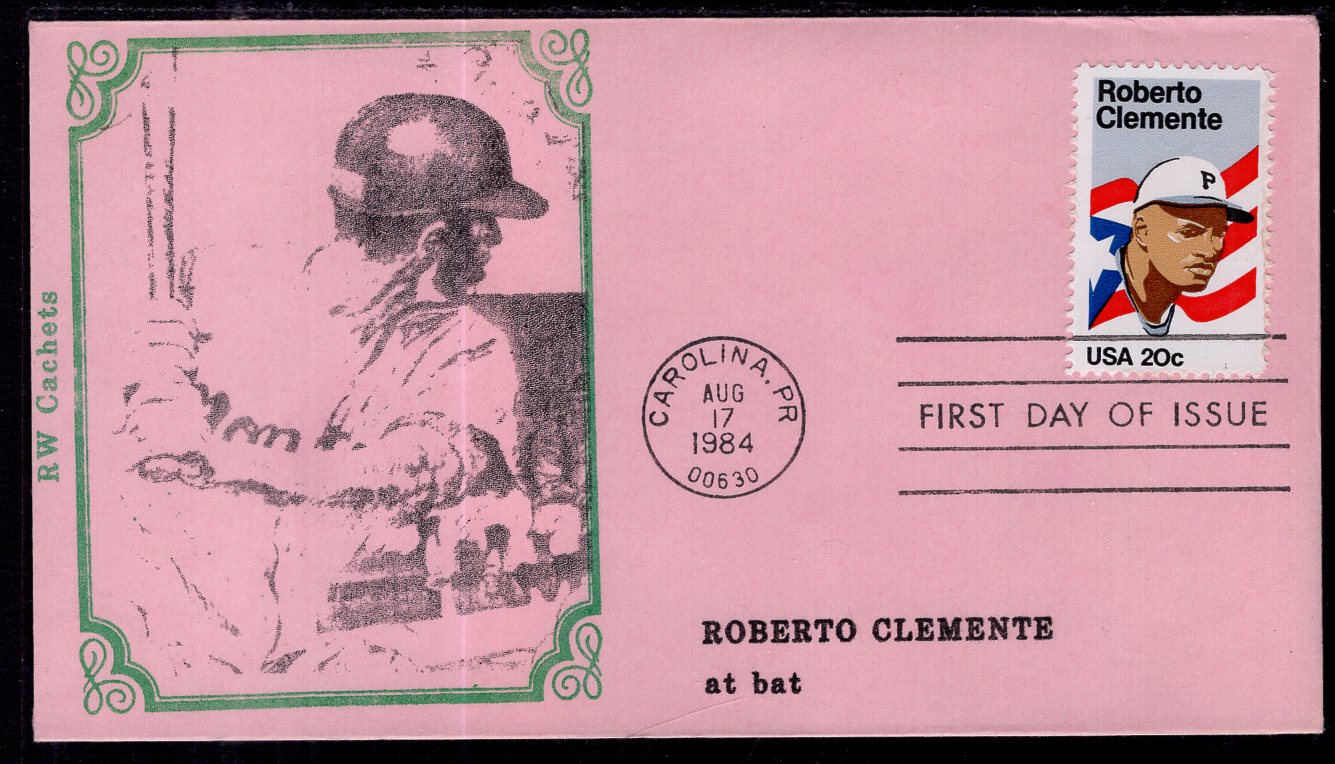 RW Cachets
Roberto
Clemente
P
USA 20c
CAROLINA, PR
AUG
17
1984
00630
FIRST DAY OF ISSUE
ROBERTO CLEMENTE
at bat